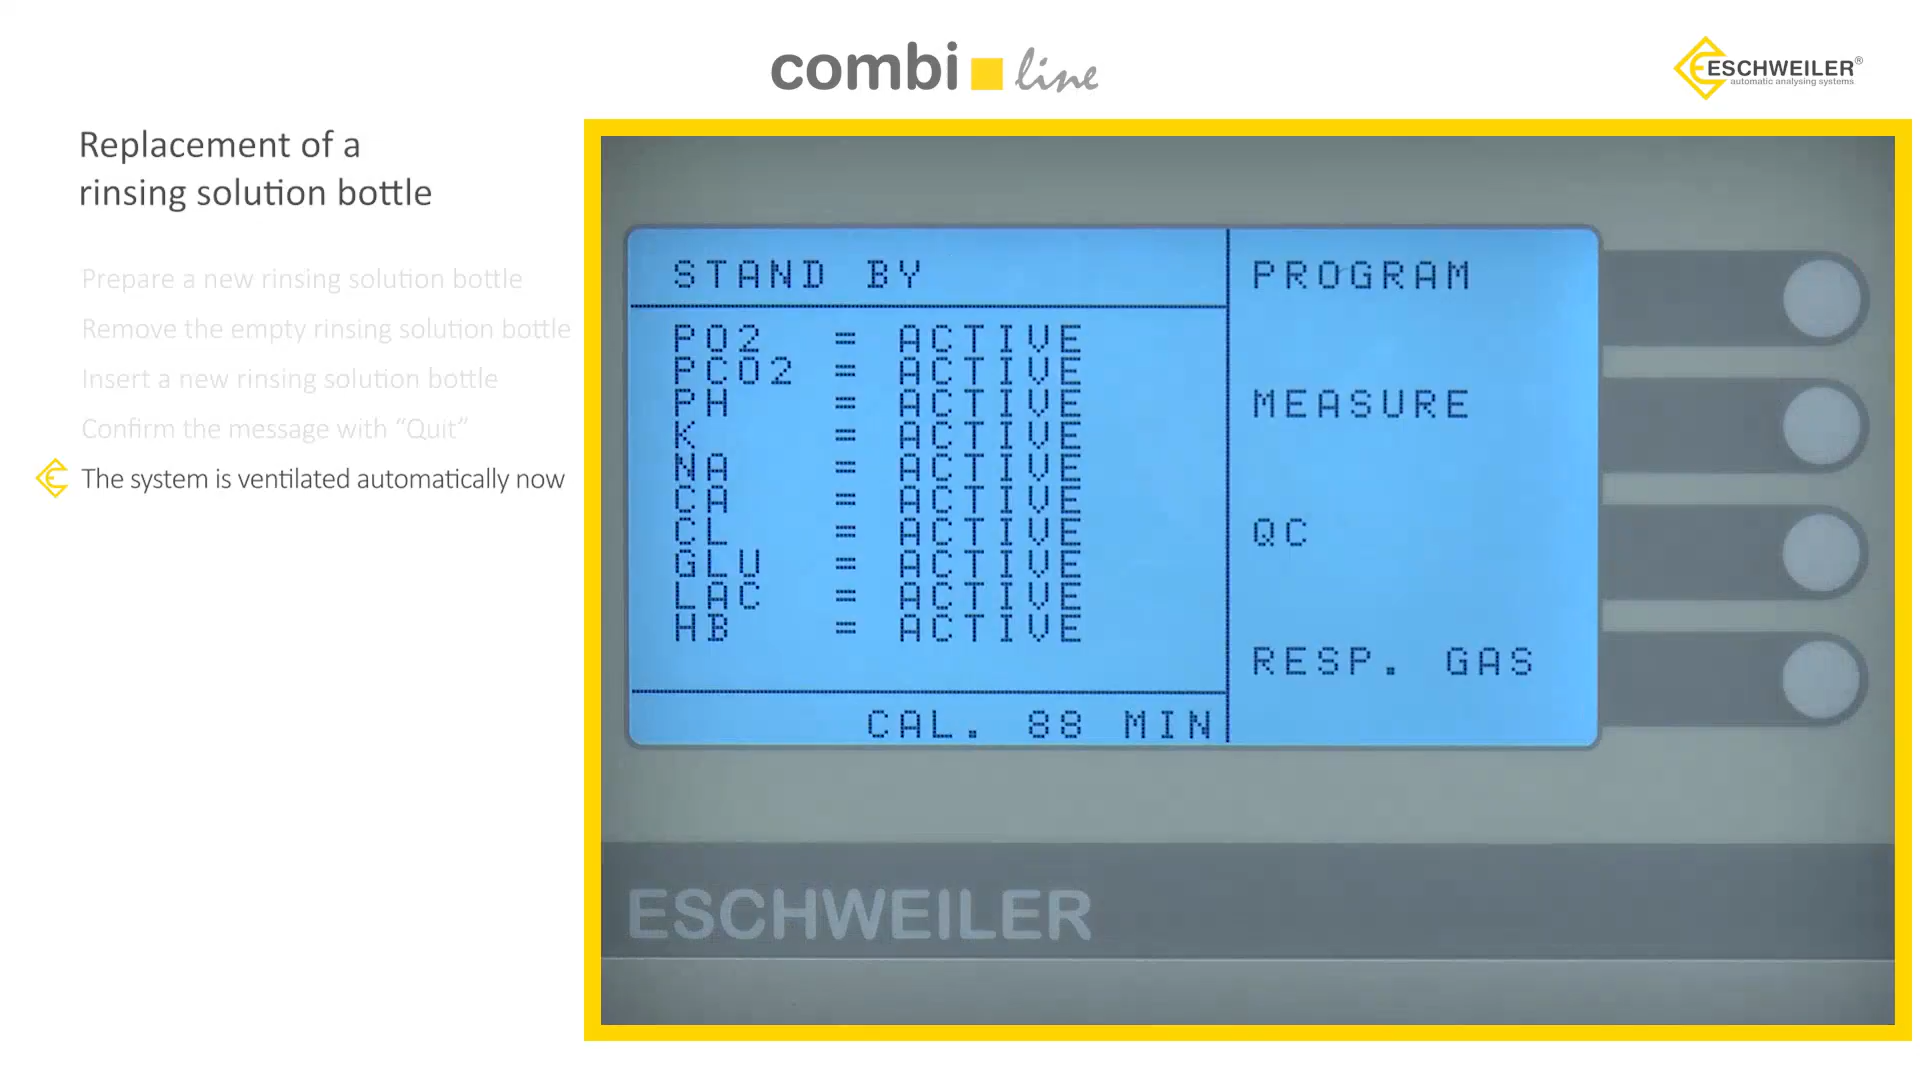 combi line
ESCHWEILER®
automatic analysing systems
Replacement of a
rinsing solution bottle
Prepare a new rinsing solution bottle
Remove the empty rinsing solution bottle
Insert a new rinsing solution bottle
Confirm the message with “Quit”
The system is ventilated automatically now
STAND BY
PO2 = ACTIVE
PCO2 = ACTIVE
PH = ACTIVE
K = ACTIVE
NA = ACTIVE
CA = ACTIVE
CL = ACTIVE
GLU = ACTIVE
LAC = ACTIVE
HB = ACTIVE
CAL. 88 MIN
PROGRAM
MEASURE
QC
RESP. GAS
ESCHWEILER